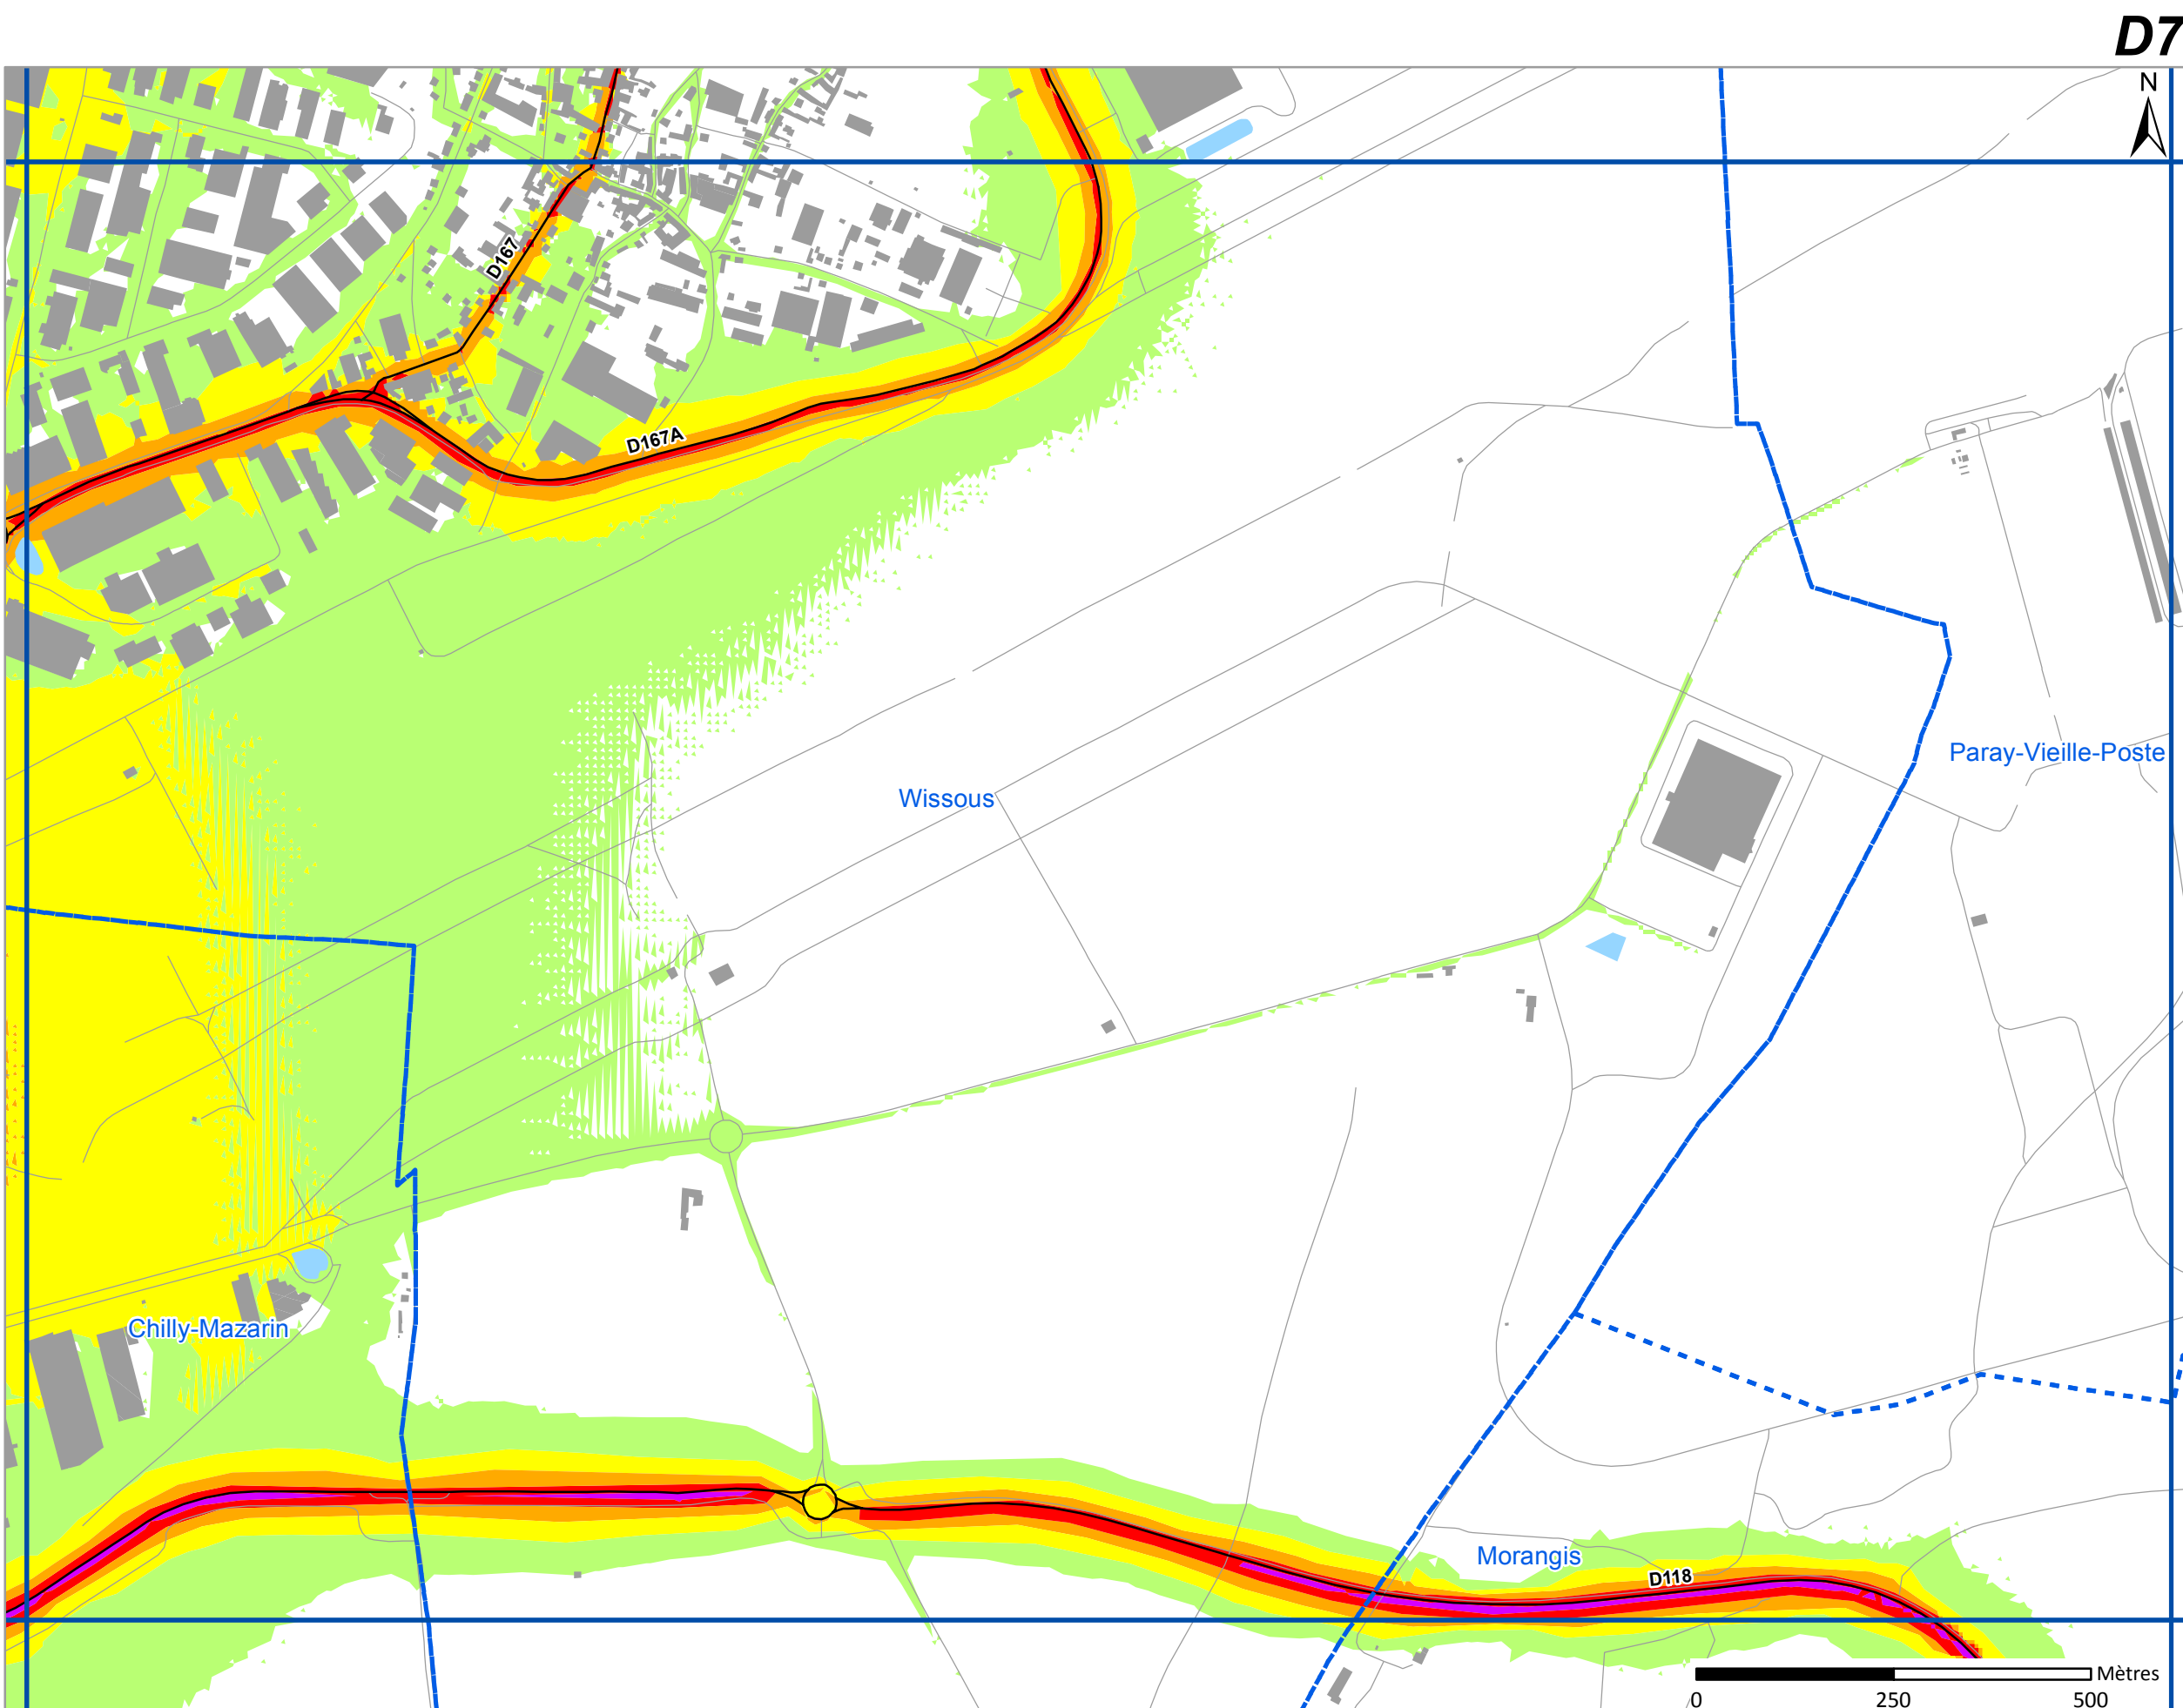 D7
N
D167
D167A
Paray-Vieille-Poste
Wissous
Chilly-Mazarin
Morangis
D118
Mètres
0 250 500